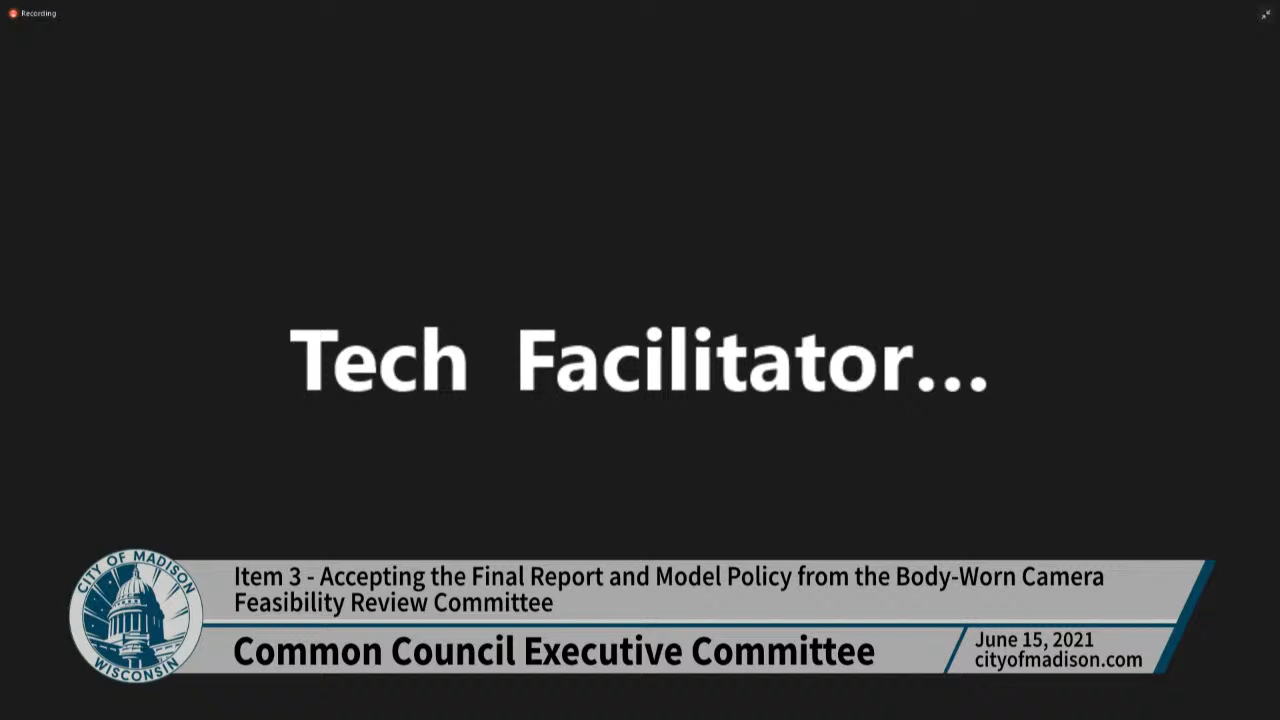 Recording
Tech Facilitator...
CITY OF MADISON
WISCONSIN
Item 3 - Accepting the Final Report and Model Policy from the Body-Worn Camera
Feasibility Review Committee
Common Council Executive Committee
June 15, 2021
cityofmadison.com